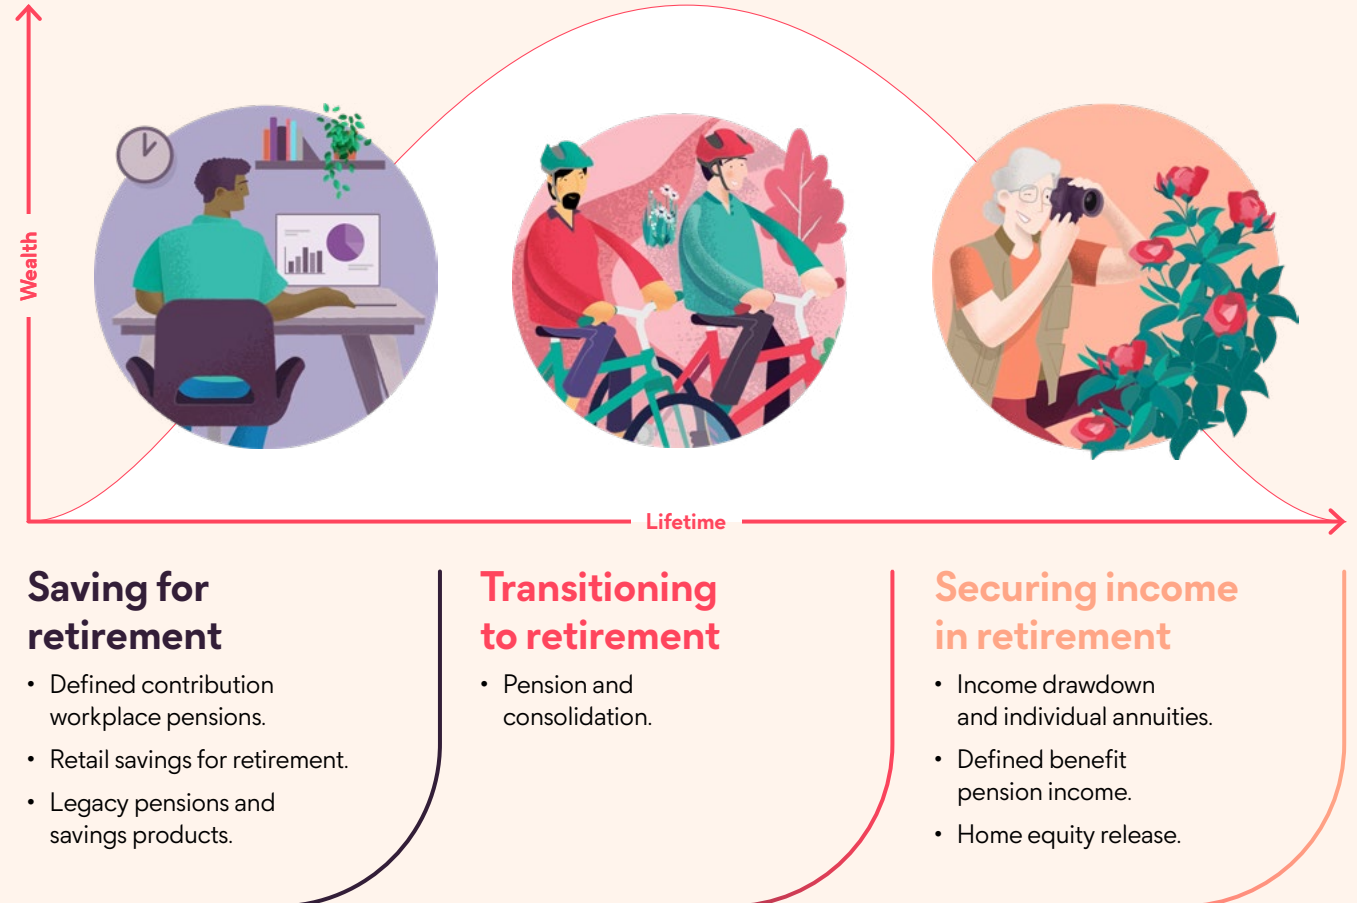 Wealth
Lifetime
Saving for
retirement
• Defined contribution
workplace pensions.
• Retail savings for retirement.
• Legacy pensions and
savings products.
Transitioning
to retirement
• Pension and
consolidation.
Securing income
in retirement
• Income drawdown
and individual annuities.
• Defined benefit
pension income.
• Home equity release.